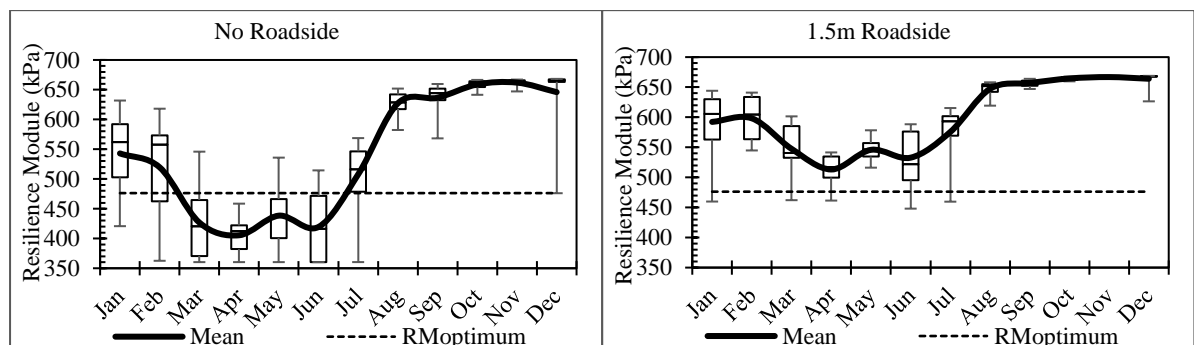 No Roadside
Resilience Module (kPa)
700
650
600
550
500
450
400
350
Jan
Feb
Mar
Apr
May
Jun
Jul
Aug
Sep
Oct
Nov
Dec
Mean
RMoptimum
1.5m Roadside
Resilience Module (kPa)
700
650
600
550
500
450
400
350
Jan
Feb
Mar
Apr
May
Jun
Jul
Aug
Sep
Oct
Nov
Dec
Mean
RMoptimum